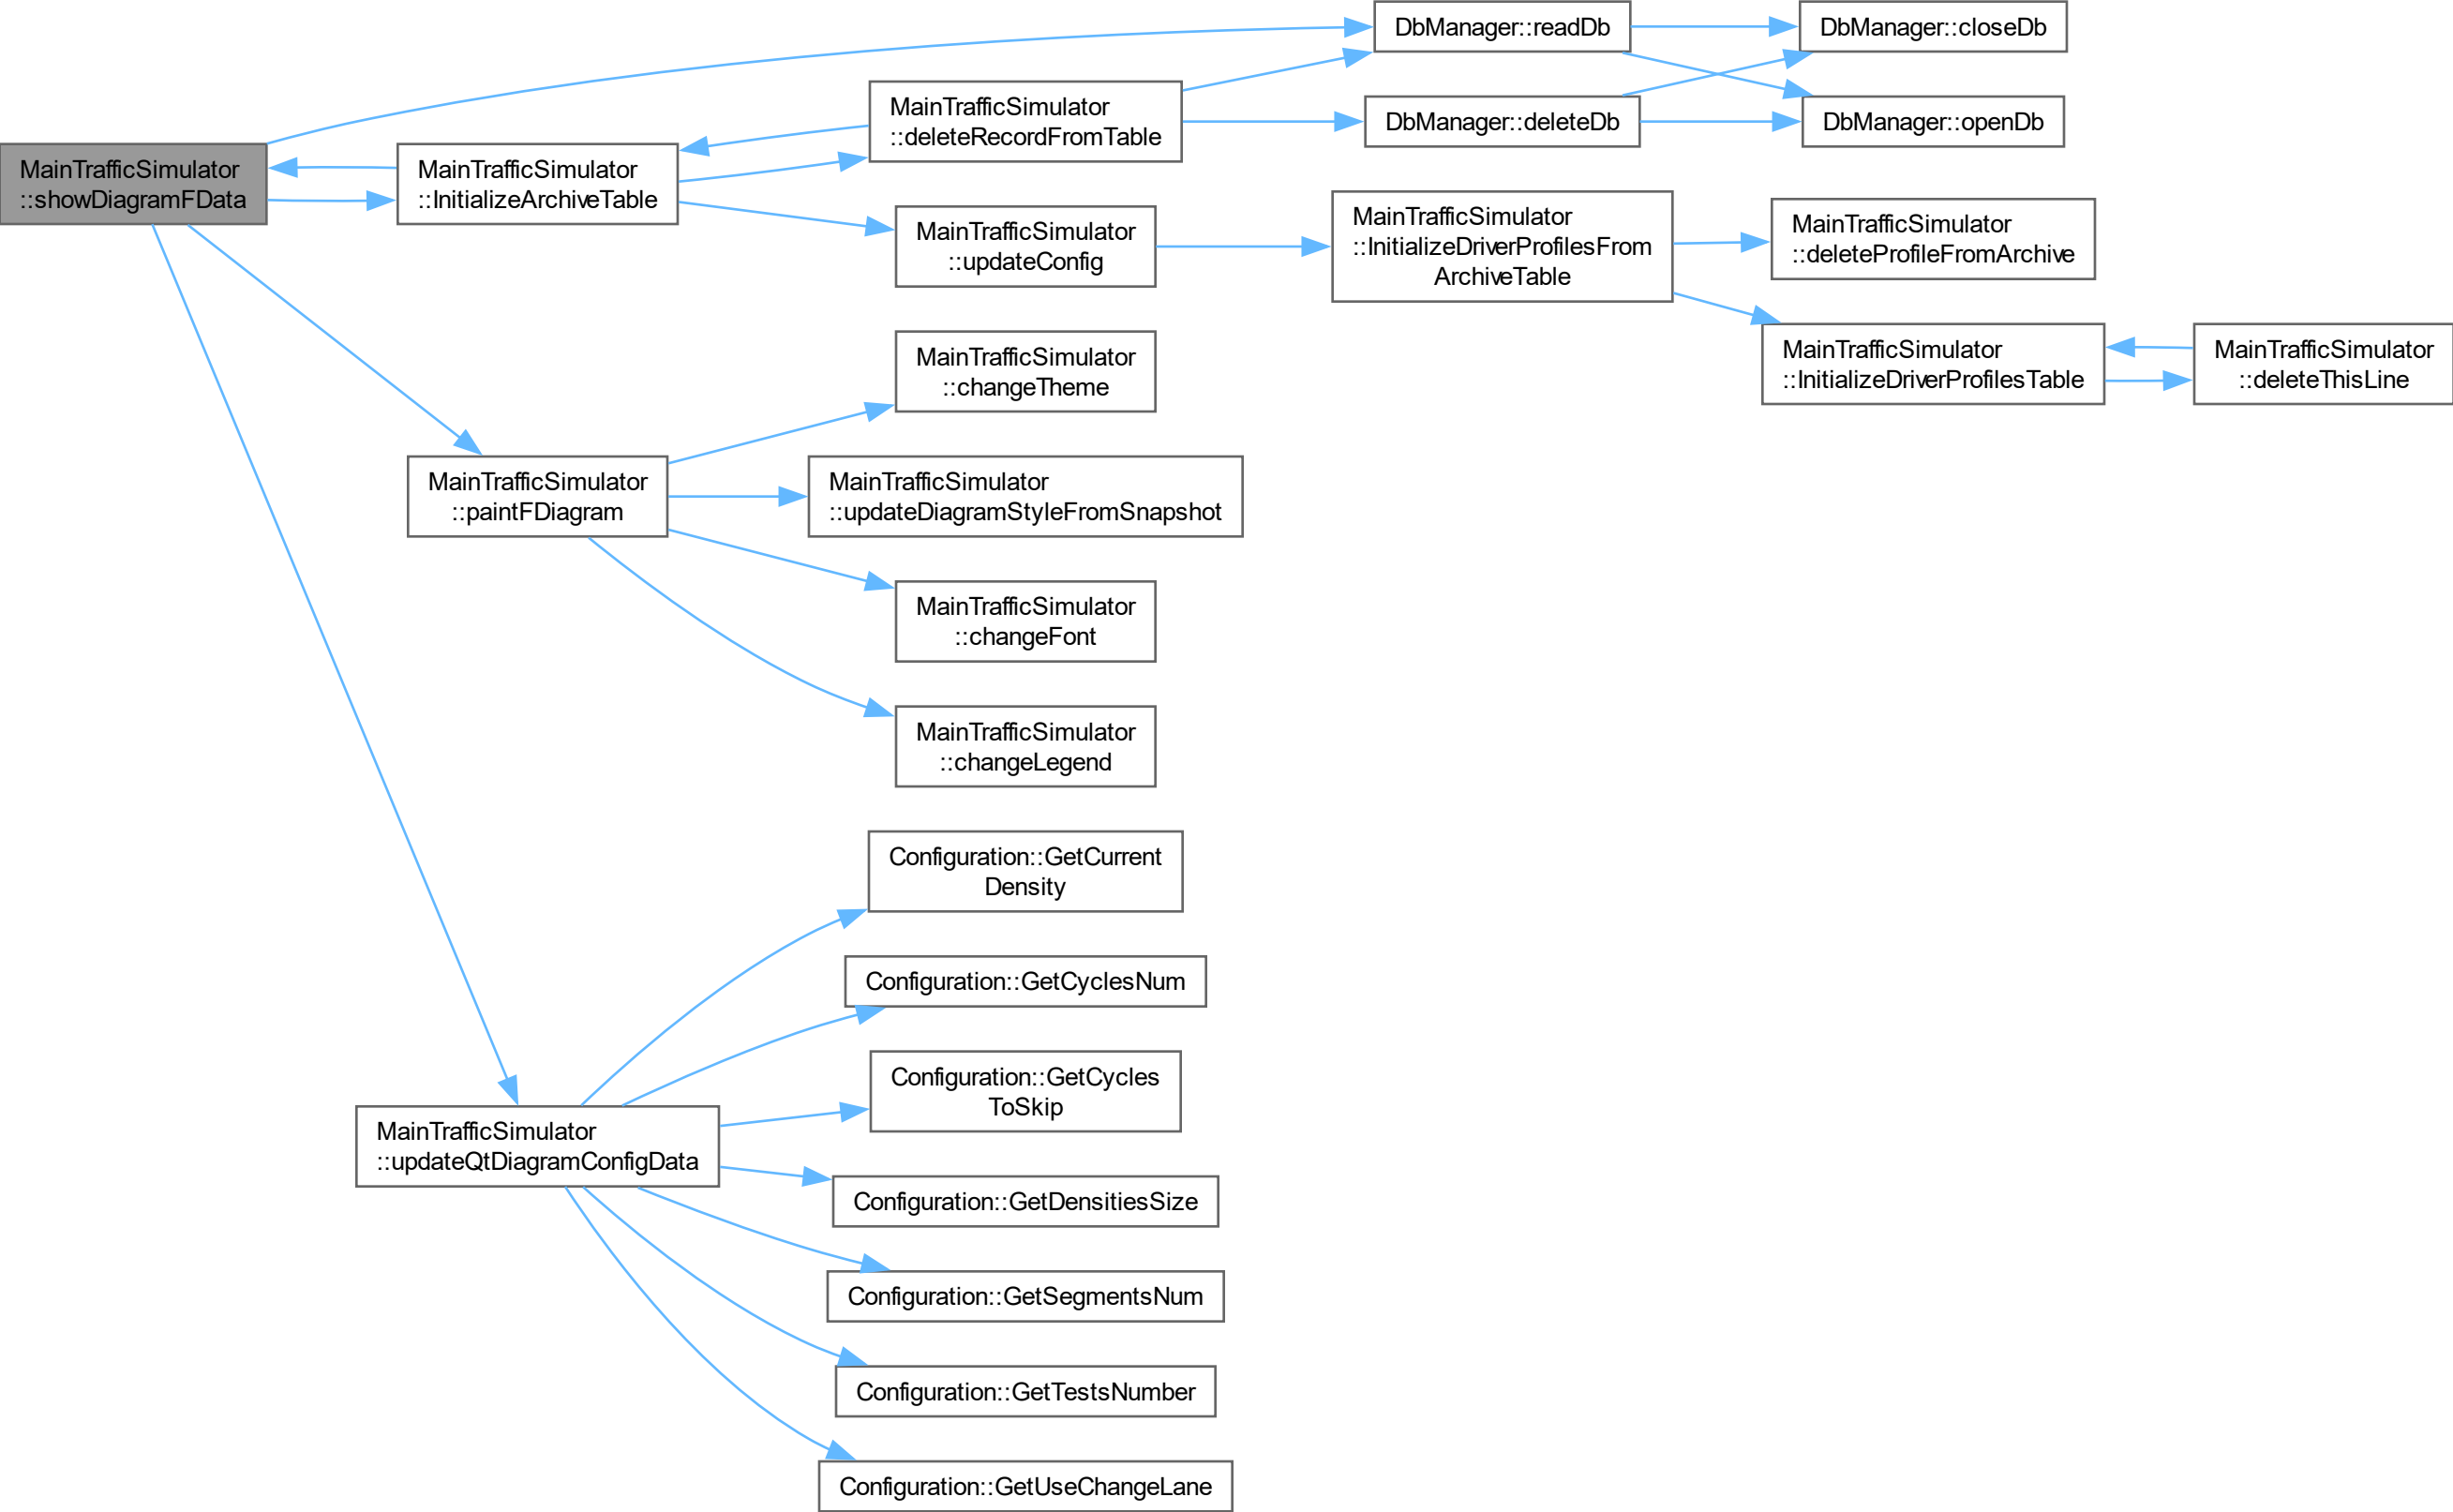 MainTrafficSimulator
::showDiagramFData
MainTrafficSimulator
::InitializeArchiveTable
MainTrafficSimulator
::deleteRecordFromTable
DbManager::readDb
DbManager::closeDb
DbManager::deleteDb
DbManager::openDb
MainTrafficSimulator
::updateConfig
MainTrafficSimulator
::InitializeDriverProfilesFrom
ArchiveTable
MainTrafficSimulator
::deleteProfileFromArchive
MainTrafficSimulator
::InitializeDriverProfilesTable
MainTrafficSimulator
::deleteThisLine
MainTrafficSimulator
::paintFDiagram
MainTrafficSimulator
::changeTheme
MainTrafficSimulator
::updateDiagramStyleFromSnapshot
MainTrafficSimulator
::changeFont
MainTrafficSimulator
::changeLegend
MainTrafficSimulator
::updateQtDiagramConfigData
Configuration::GetCurrent
Density
Configuration::GetCyclesNum
Configuration::GetCycles
ToSkip
Configuration::GetDensitiesSize
Configuration::GetSegmentsNum
Configuration::GetTestsNumber
Configuration::GetUseChangeLane